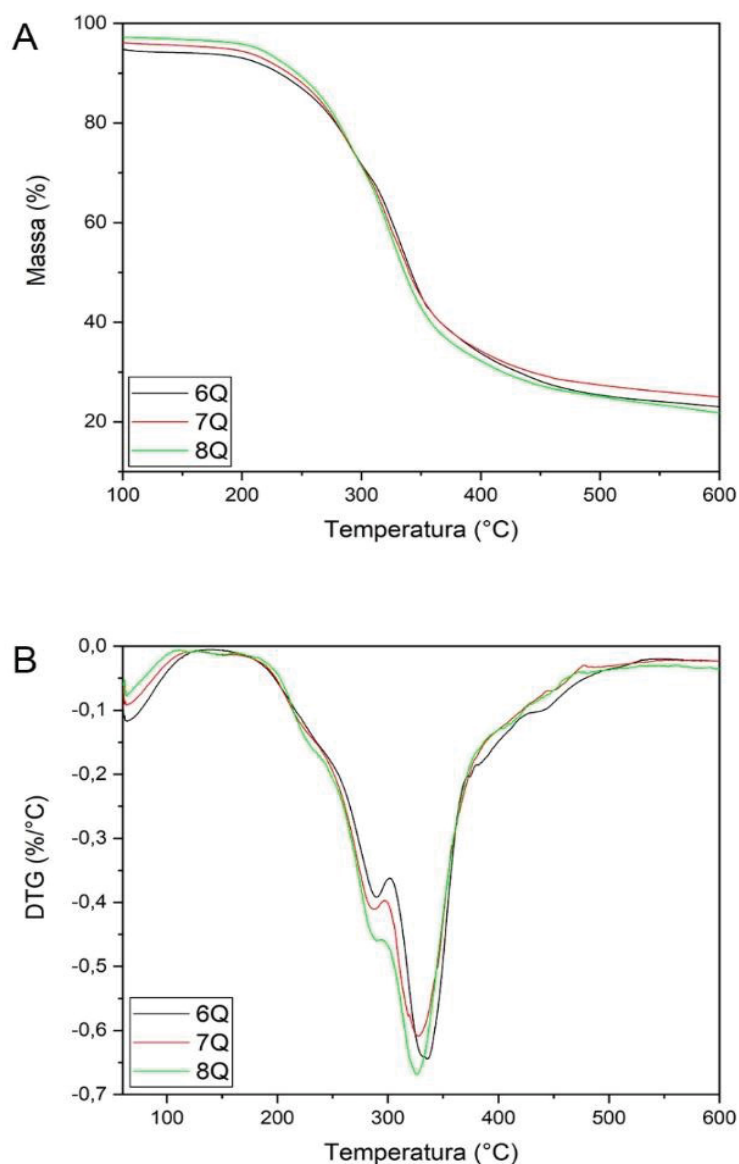 A
100
80
60
40
20
Massa (%)
6Q
7Q
8Q
100 200 300 400 500 600
Temperatura (°C)
B
0,0
-0,1
-0,2
-0,3
-0,4
-0,5
-0,6
-0,7
DTG (%/°C)
6Q
7Q
8Q
100 200 300 400 500 600
Temperatura (°C)